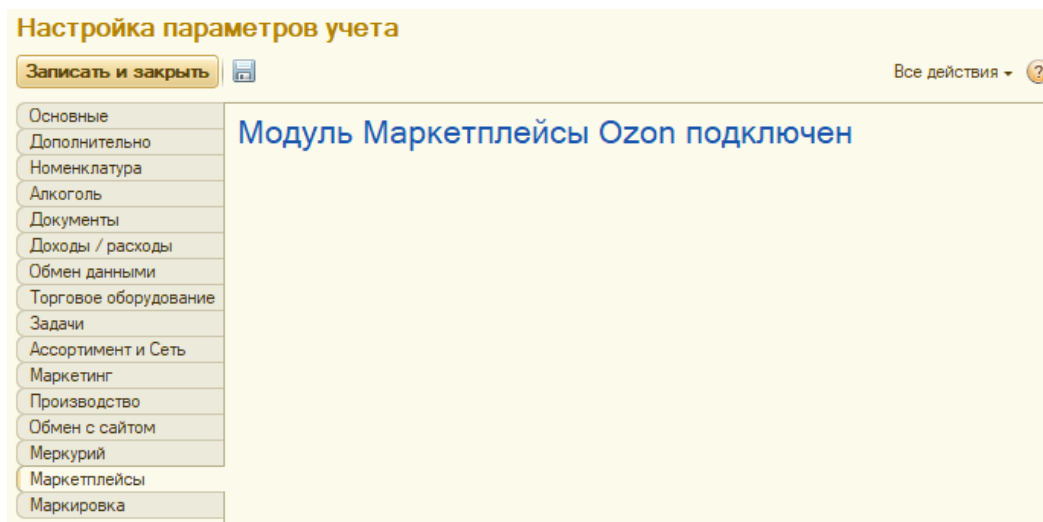 Настройка параметров учета
Записать и закрыть
Все действия
?
Основные
Дополнительно
Номенклатура
Алкоголь
Документы
Доходы / расходы
Обмен данными
Торговое оборудование
Задачи
Ассортимент и Сеть
Маркетинг
Производство
Обмен с сайтом
Меркурий
Маркетплейсы
Маркировка
Модуль Маркетплейсы Ozon подключен